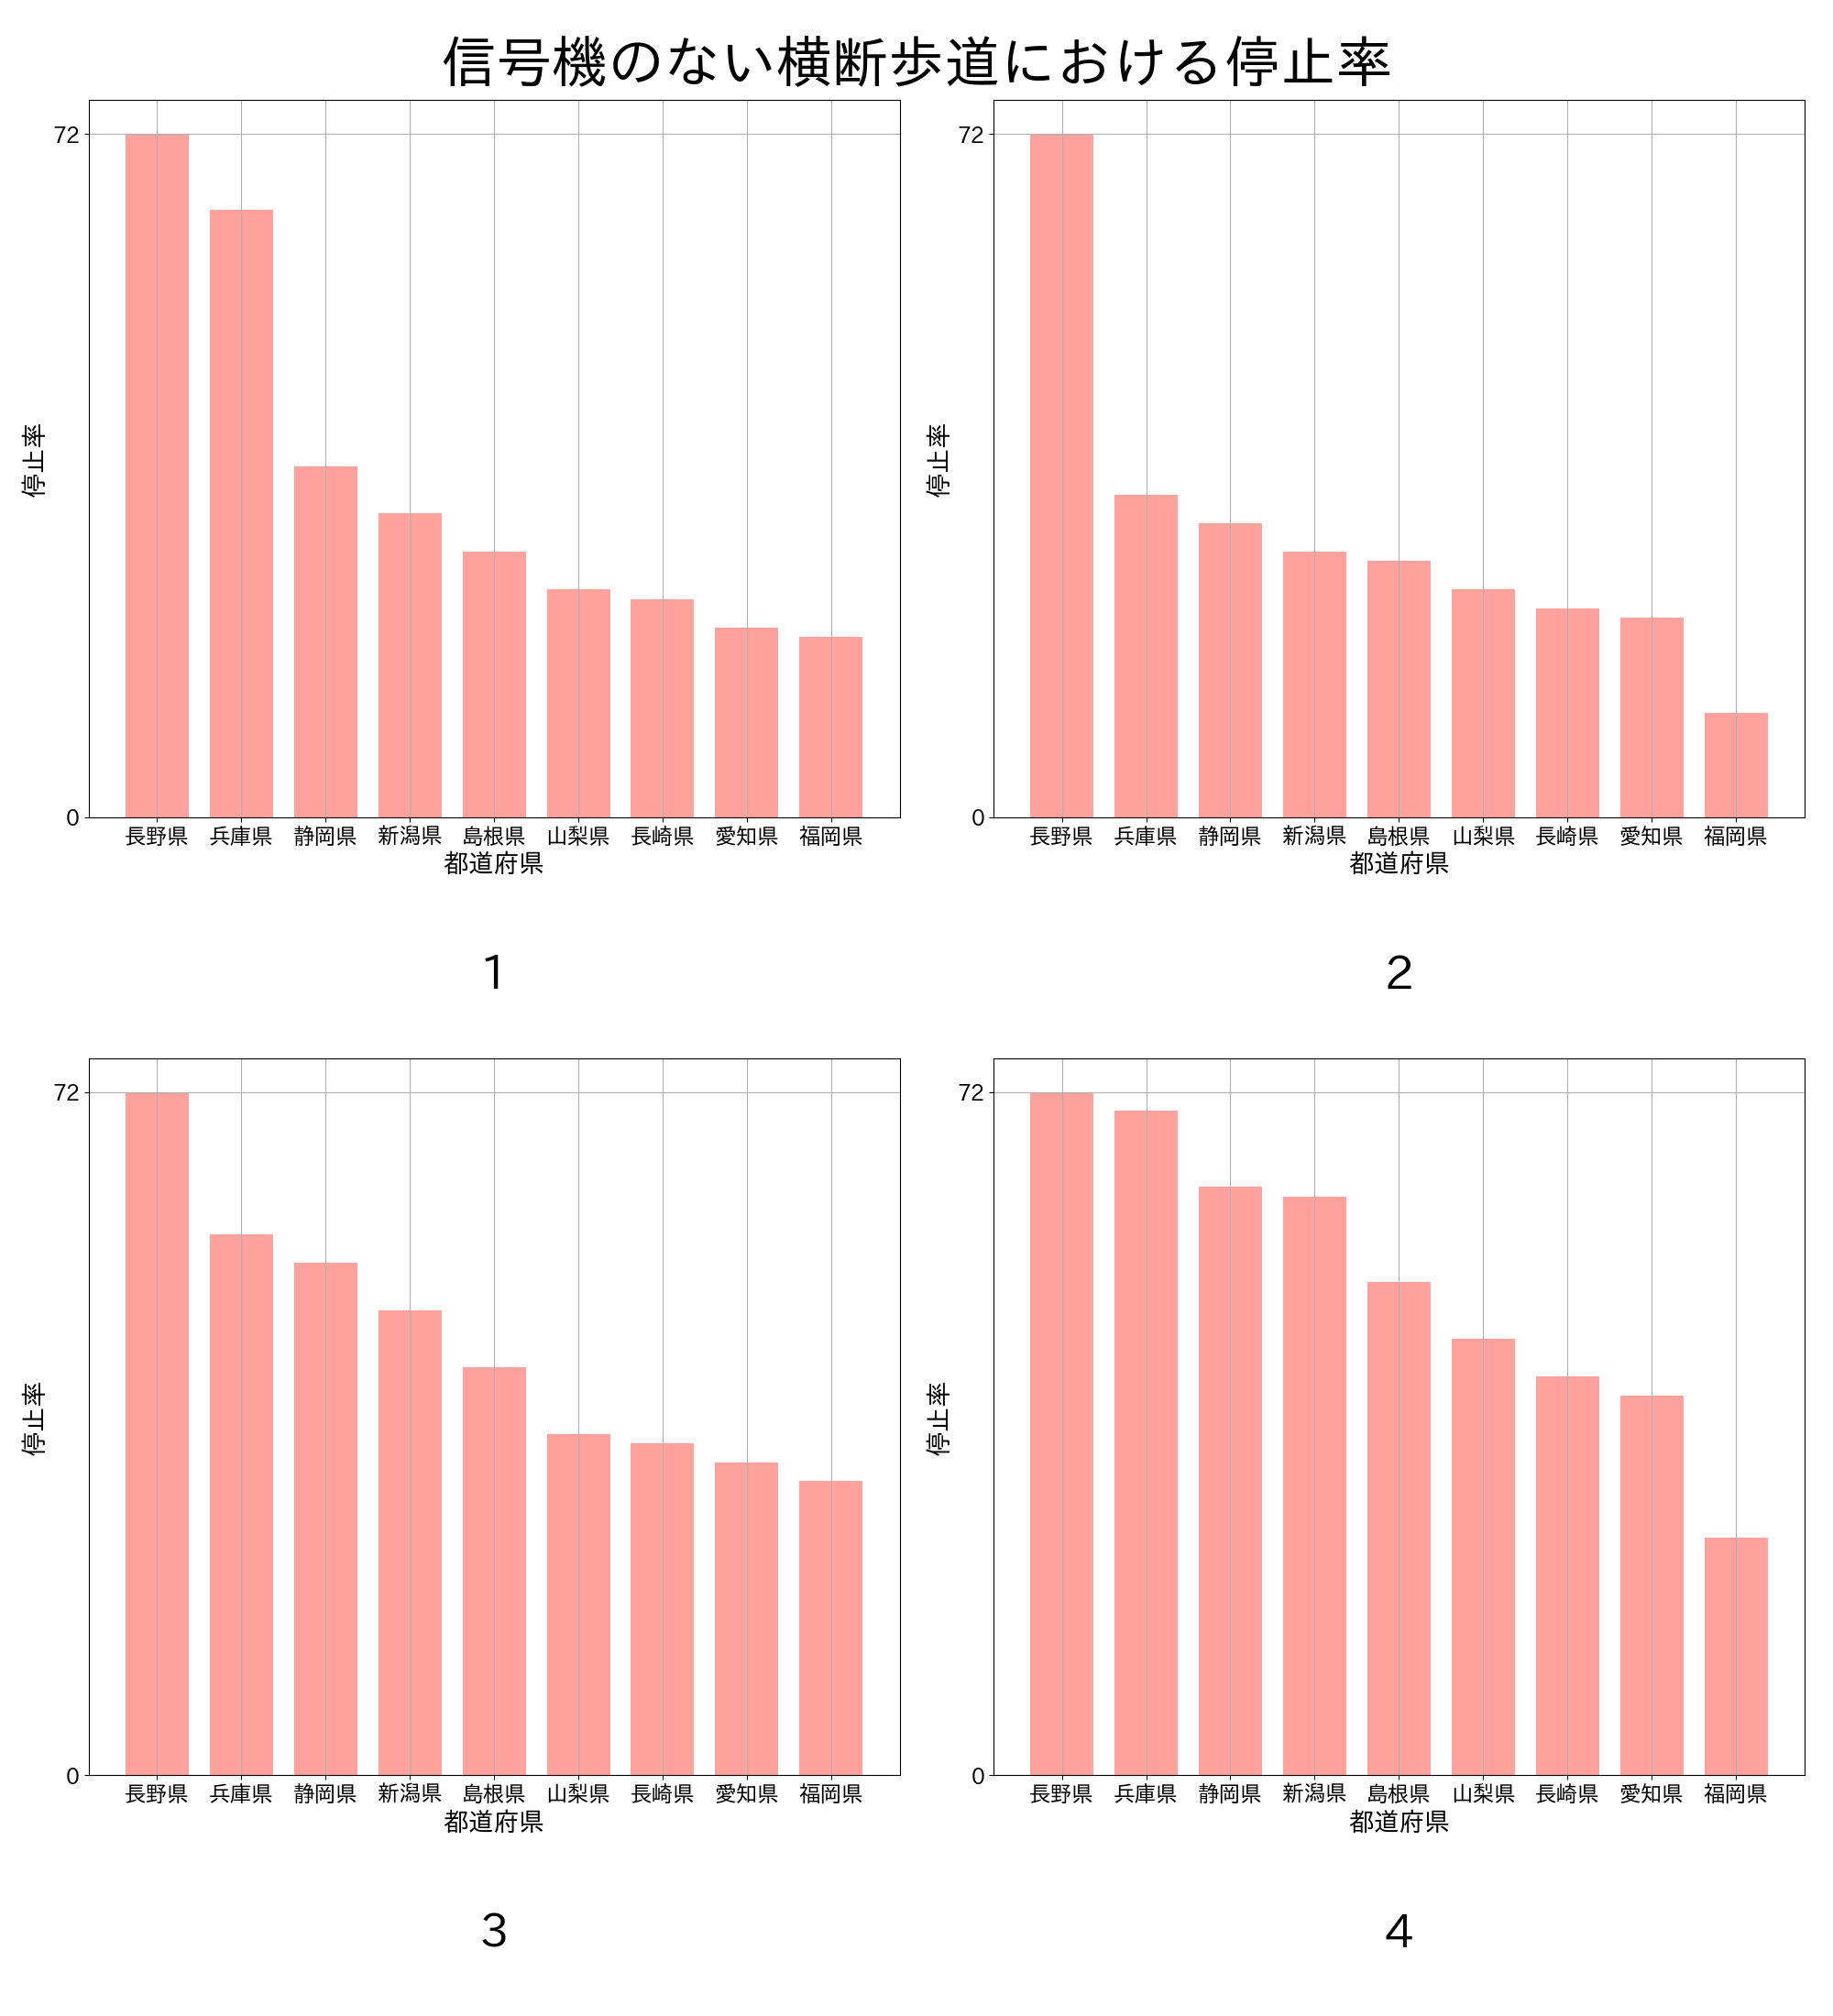 信号機のない横断歩道における停止率
72
0
停止率
長野県 兵庫県 静岡県 新潟県 島根県 山梨県 長崎県 愛知県 福岡県
都道府県
1
72
0
停止率
長野県 兵庫県 静岡県 新潟県 島根県 山梨県 長崎県 愛知県 福岡県
都道府県
2
72
0
停止率
長野県 兵庫県 静岡県 新潟県 島根県 山梨県 長崎県 愛知県 福岡県
都道府県
3
72
0
停止率
長野県 兵庫県 静岡県 新潟県 島根県 山梨県 長崎県 愛知県 福岡県
都道府県
4